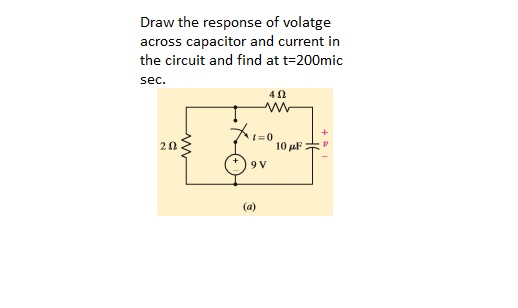 Draw the response of volatge
across capacitor and current in
the circuit and find at t=200mic
sec.
4 Ω
t = 0
+
2 Ω
10 μF
v
+
9 V
(a)